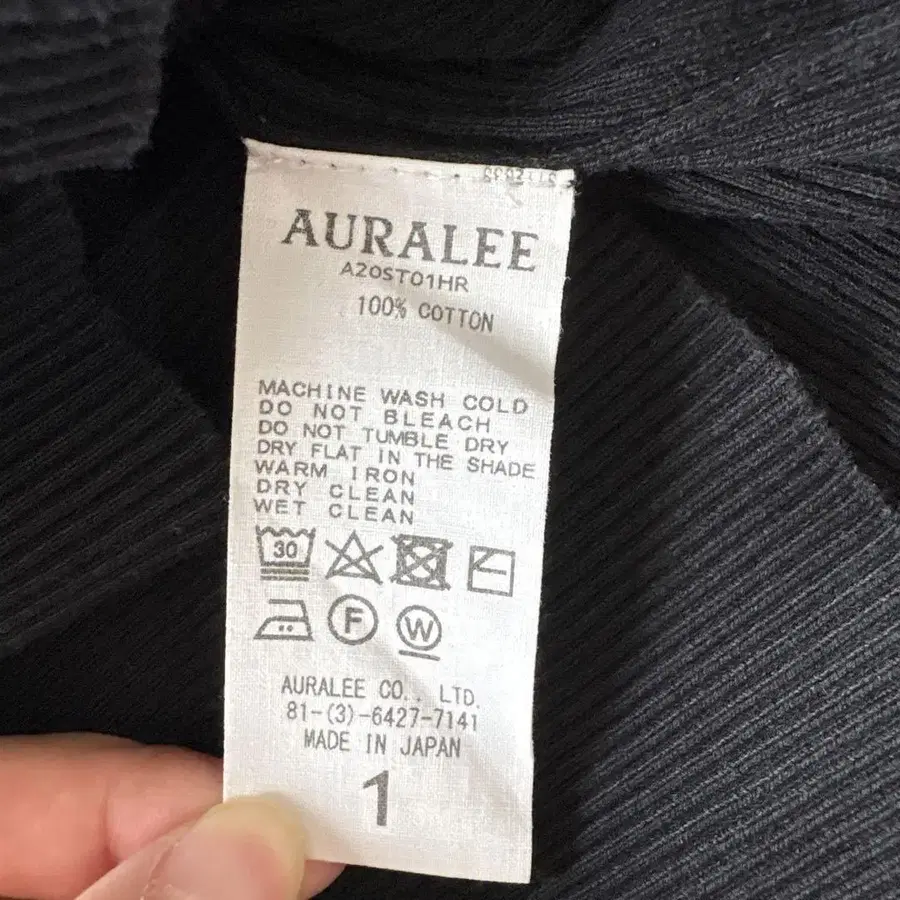 AURALEE
A20ST01HR
100% COTTON
MACHINE WASH COLD
DO NOT BLEACH
DO NOT TUMBLE DRY
DRY FLAT IN THE SHADE
WARM IRON
DRY CLEAN
WET CLEAN
30
F W
AURALEE CO., LTD.
81-(3)-6427-7141
MADE IN JAPAN
1